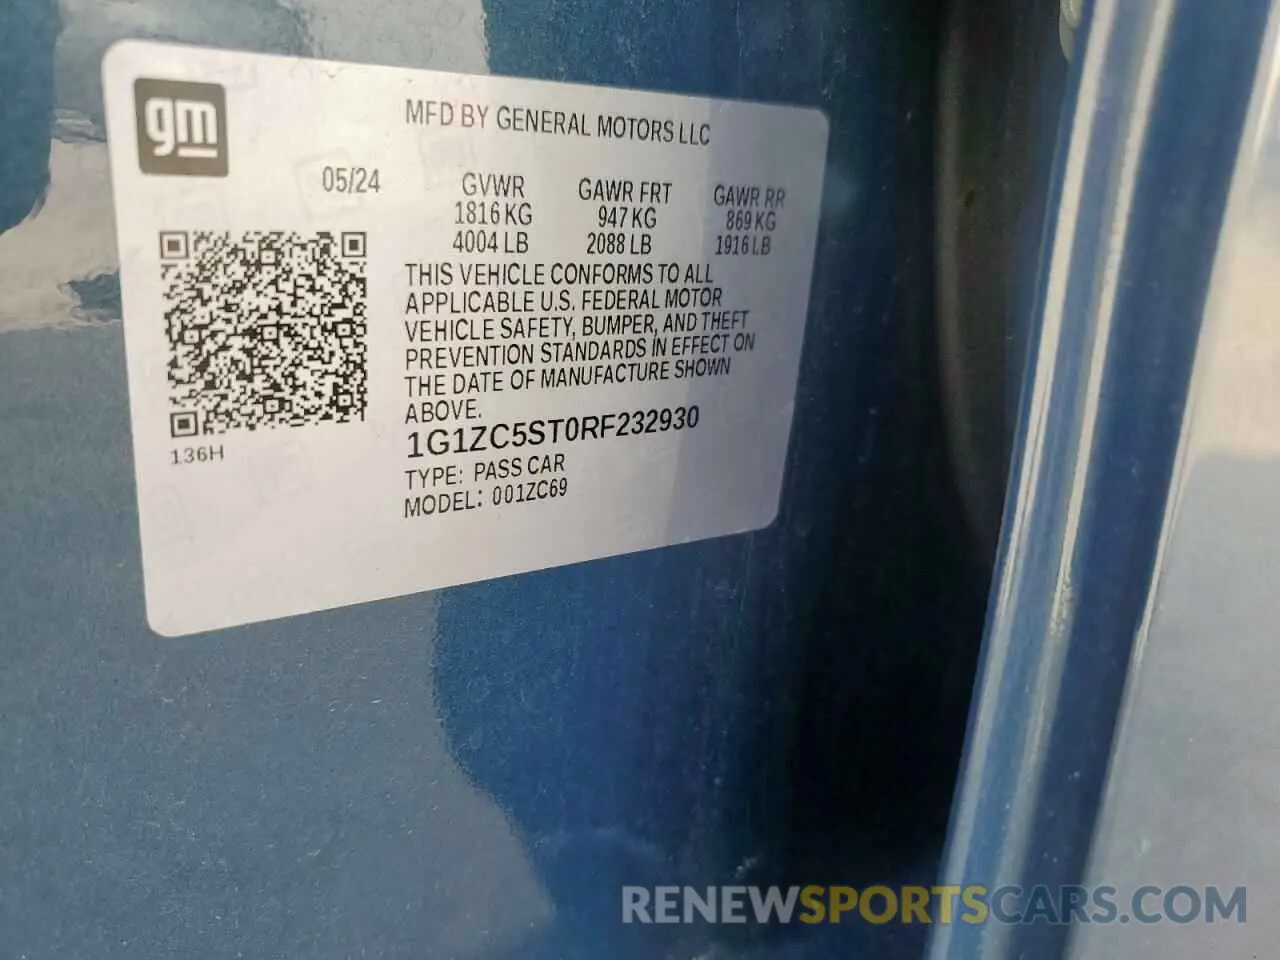 gm
MFD BY GENERAL MOTORS LLC
05/24 GVWR GAWR FRT GAWR RR
1816 KG 947 KG 869 KG
4004 LB 2088 LB 1916 LB
THIS VEHICLE CONFORMS TO ALL
APPLICABLE U.S. FEDERAL MOTOR
VEHICLE SAFETY, BUMPER, AND THEFT
PREVENTION STANDARDS IN EFFECT ON
THE DATE OF MANUFACTURE SHOWN
ABOVE.
1G1ZC5ST0RF232930
136H
TYPE: PASS CAR
MODEL: 001ZC69
RENEWSPORTSCARS.COM